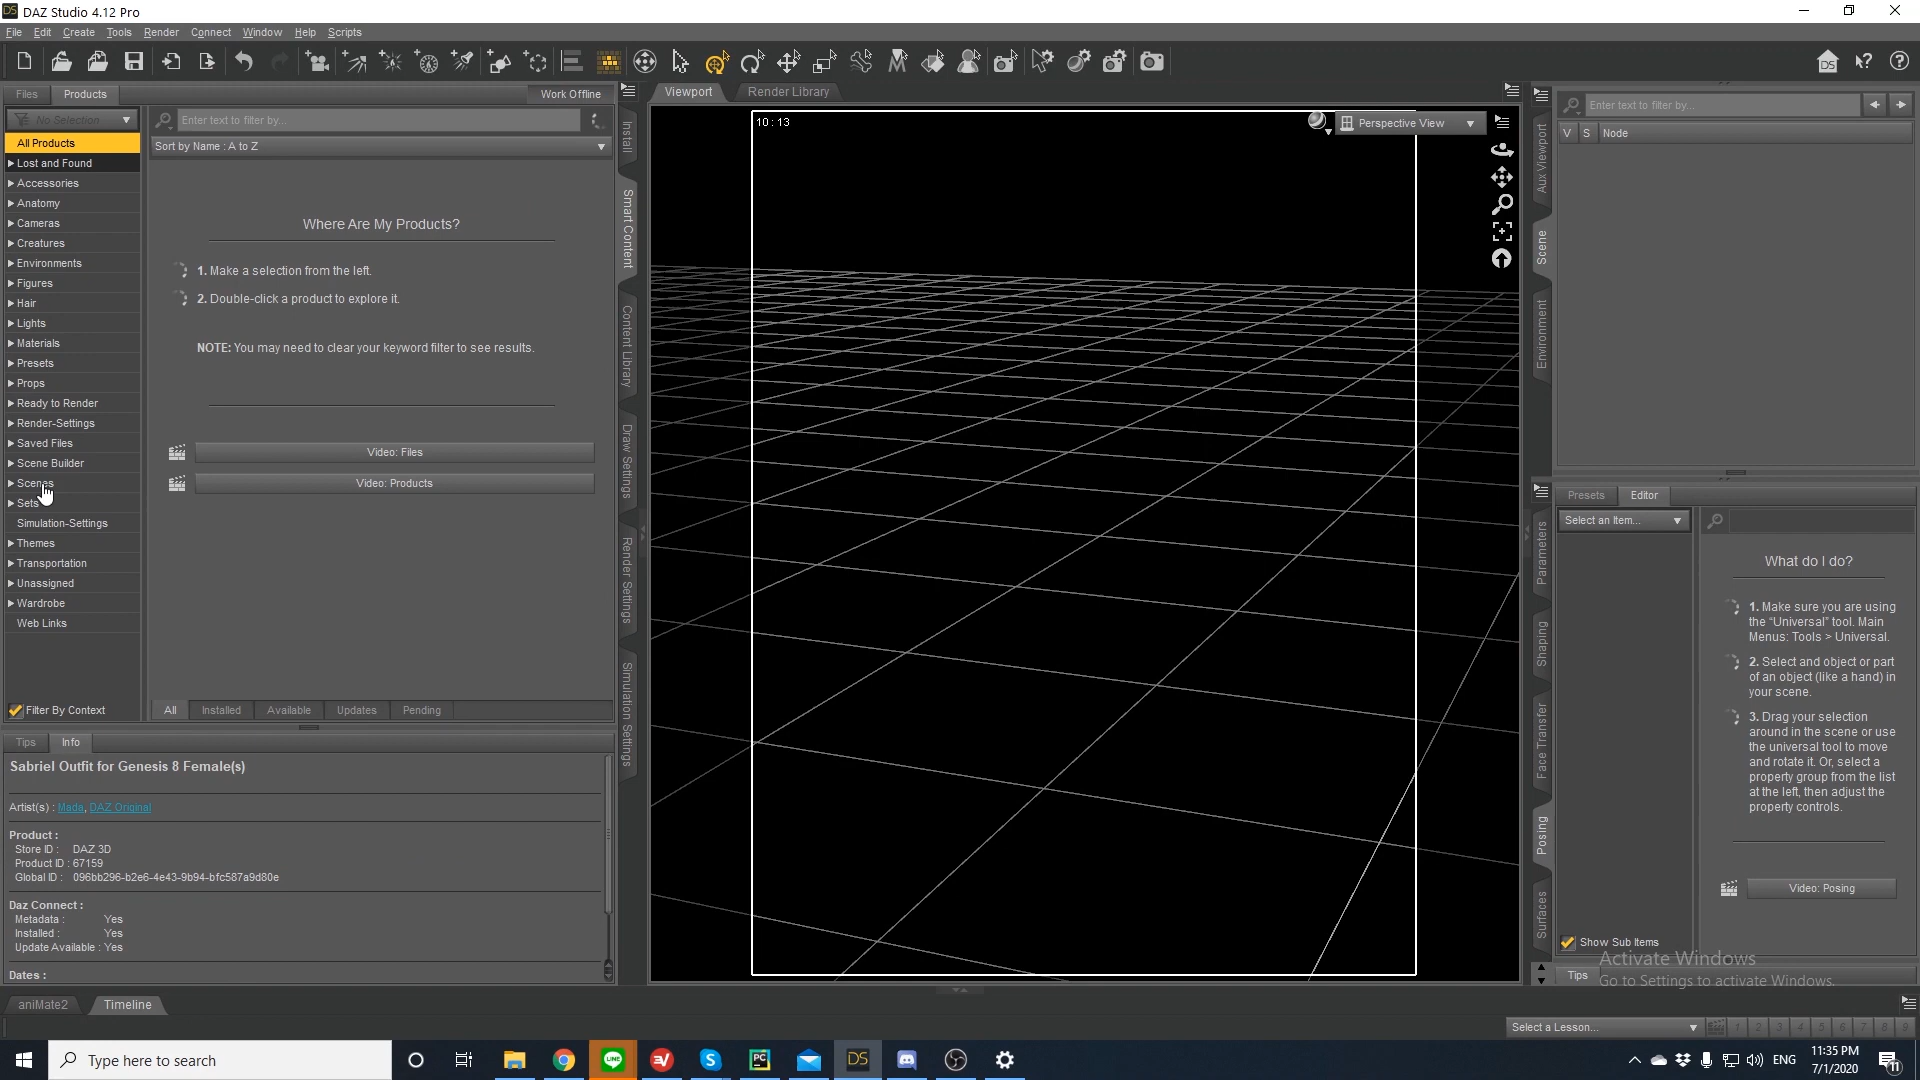 DAZ Studio 4.12 Pro
File Edit Create Tools Render Connect Window Help Scripts
Files Products Work Offline
No Selection
Enter text to filter by...
Sort by Name : A to Z
All Products
Lost and Found
Accessories
Anatomy
Cameras
Creatures
Environments
Figures
Hair
Lights
Materials
Presets
Props
Ready to Render
Render-Settings
Saved Files
Scene Builder
Scenes
Sets
Simulation-Settings
Themes
Transportation
Unassigned
Wardrobe
Web Links
Filter By Context
Where Are My Products?
1. Make a selection from the left.
2. Double-click a product to explore it.
NOTE: You may need to clear your keyword filter to see results.
Video: Files
Video: Products
All Installed Available Updates Pending
Tips Info
Sabriel Outfit for Genesis 8 Female(s)
Artist(s) : Mada, DAZ Original
Product :
Store ID : DAZ 3D
Product ID : 67159
Global ID : 096bb296-b2e6-4e43-9b94-bfc587a9d80e
Daz Connect :
Metadata : Yes
Installed : Yes
Update Available : Yes
Dates :
Install
Smart Content
Content Library
Draw Settings
Render Settings
Simulation Settings
Viewport Render Library
10 : 13
Perspective View
Aux Viewport
Scene
Environment
Enter text to filter by...
V S Node
Presets Editor
Select an Item...
Parameters
Shaping
Face Transfer
Posing
Surfaces
What do I do?
1. Make sure you are using
the "Universal" tool. Main
Menus: Tools > Universal.
2. Select and object or part
of an object (like a hand) in
your scene.
3. Drag your selection
around in the scene or use
the universal tool to move
and rotate it. Or, select a
property group from the list
at the left, then adjust the
property controls.
Video: Posing
Show Sub Items
Tips
Activate Windows
Go to Settings to activate Windows.
aniMate2 Timeline
Select a Lesson...
1 2 3 4 5 6 7 8 9
Type here to search
LINE
PC
DS
ENG
11:35 PM
7/1/2020
11